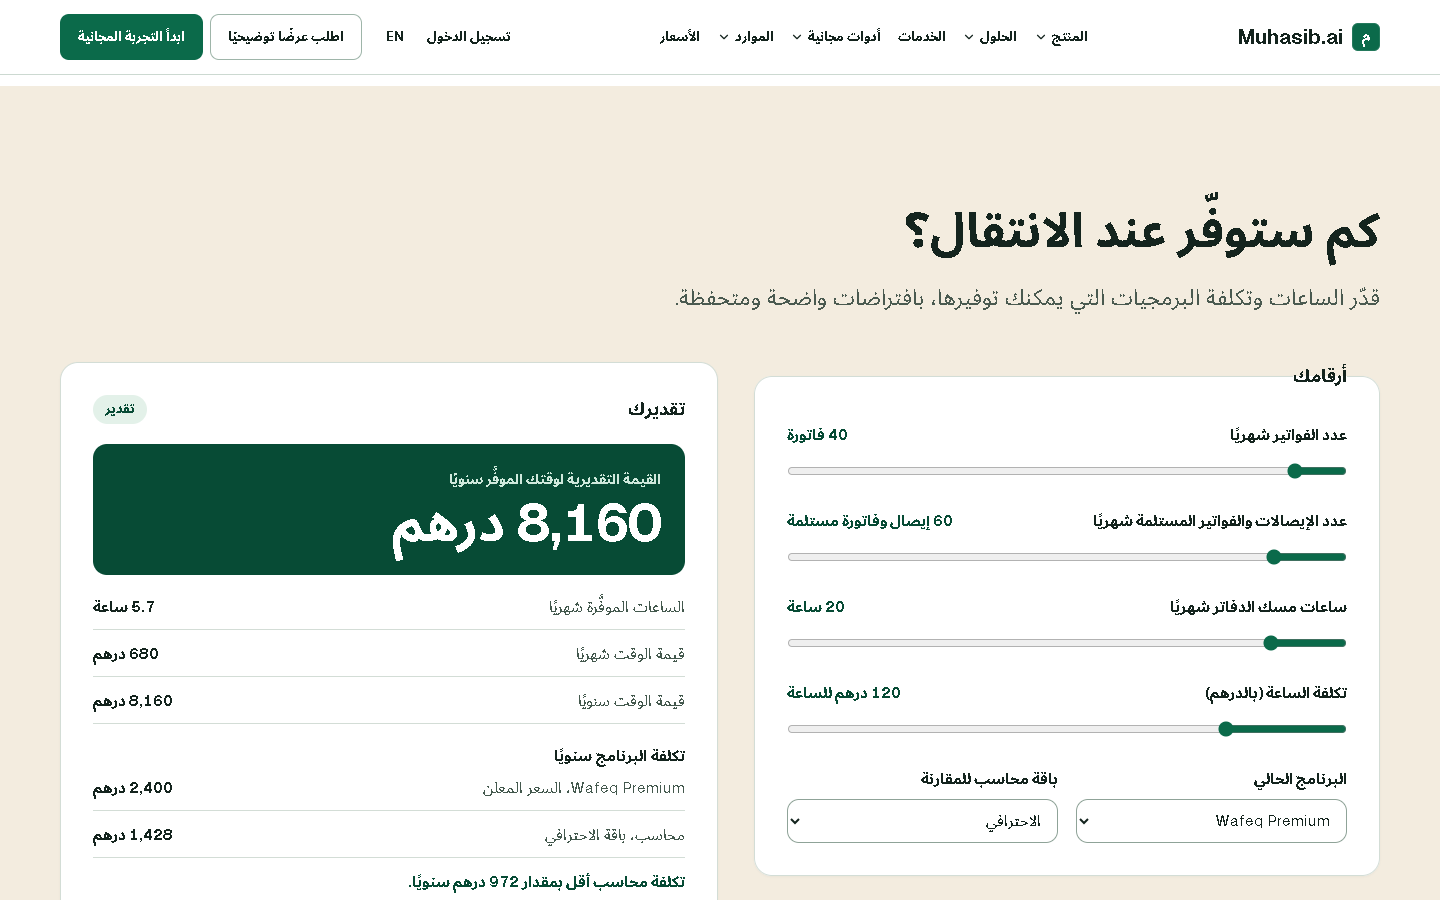 م Muhasib.ai
المنتج
الحلول
الخدمات
أدوات مجانية
الموارد
الأسعار
تسجيل الدخول
EN
اطلب عرضًا توضيحيًا
ابدأ التجربة المجانية
كم ستوفّر عند الانتقال؟
قدّر الساعات وتكلفة البرمجيات التي يمكنك توفيرها، بافتراضات واضحة ومتحفظة.
أرقامك
عدد الفواتير شهريًا
40 فاتورة
عدد الإيصالات والفواتير المستلمة شهريًا
60 إيصال وفاتورة مستلمة
ساعات مسك الدفاتر شهريًا
20 ساعة
تكلفة الساعة (بالدرهم)
120 درهم للساعة
البرنامج الحالي
Wafeq Premium
باقة محاسب للمقارنة
الاحترافي
تقديرك
تقدير
القيمة التقديرية لوقتك الموفَّر سنويًا
8,160 درهم
الساعات الموفَّرة شهريًا
5.7 ساعة
قيمة الوقت شهريًا
680 درهم
قيمة الوقت سنويًا
8,160 درهم
تكلفة البرنامج سنويًا
Wafeq Premium، السعر المعلن
2,400 درهم
محاسب، باقة الاحترافي
1,428 درهم
تكلفة محاسب أقل بمقدار 972 درهم سنويًا.